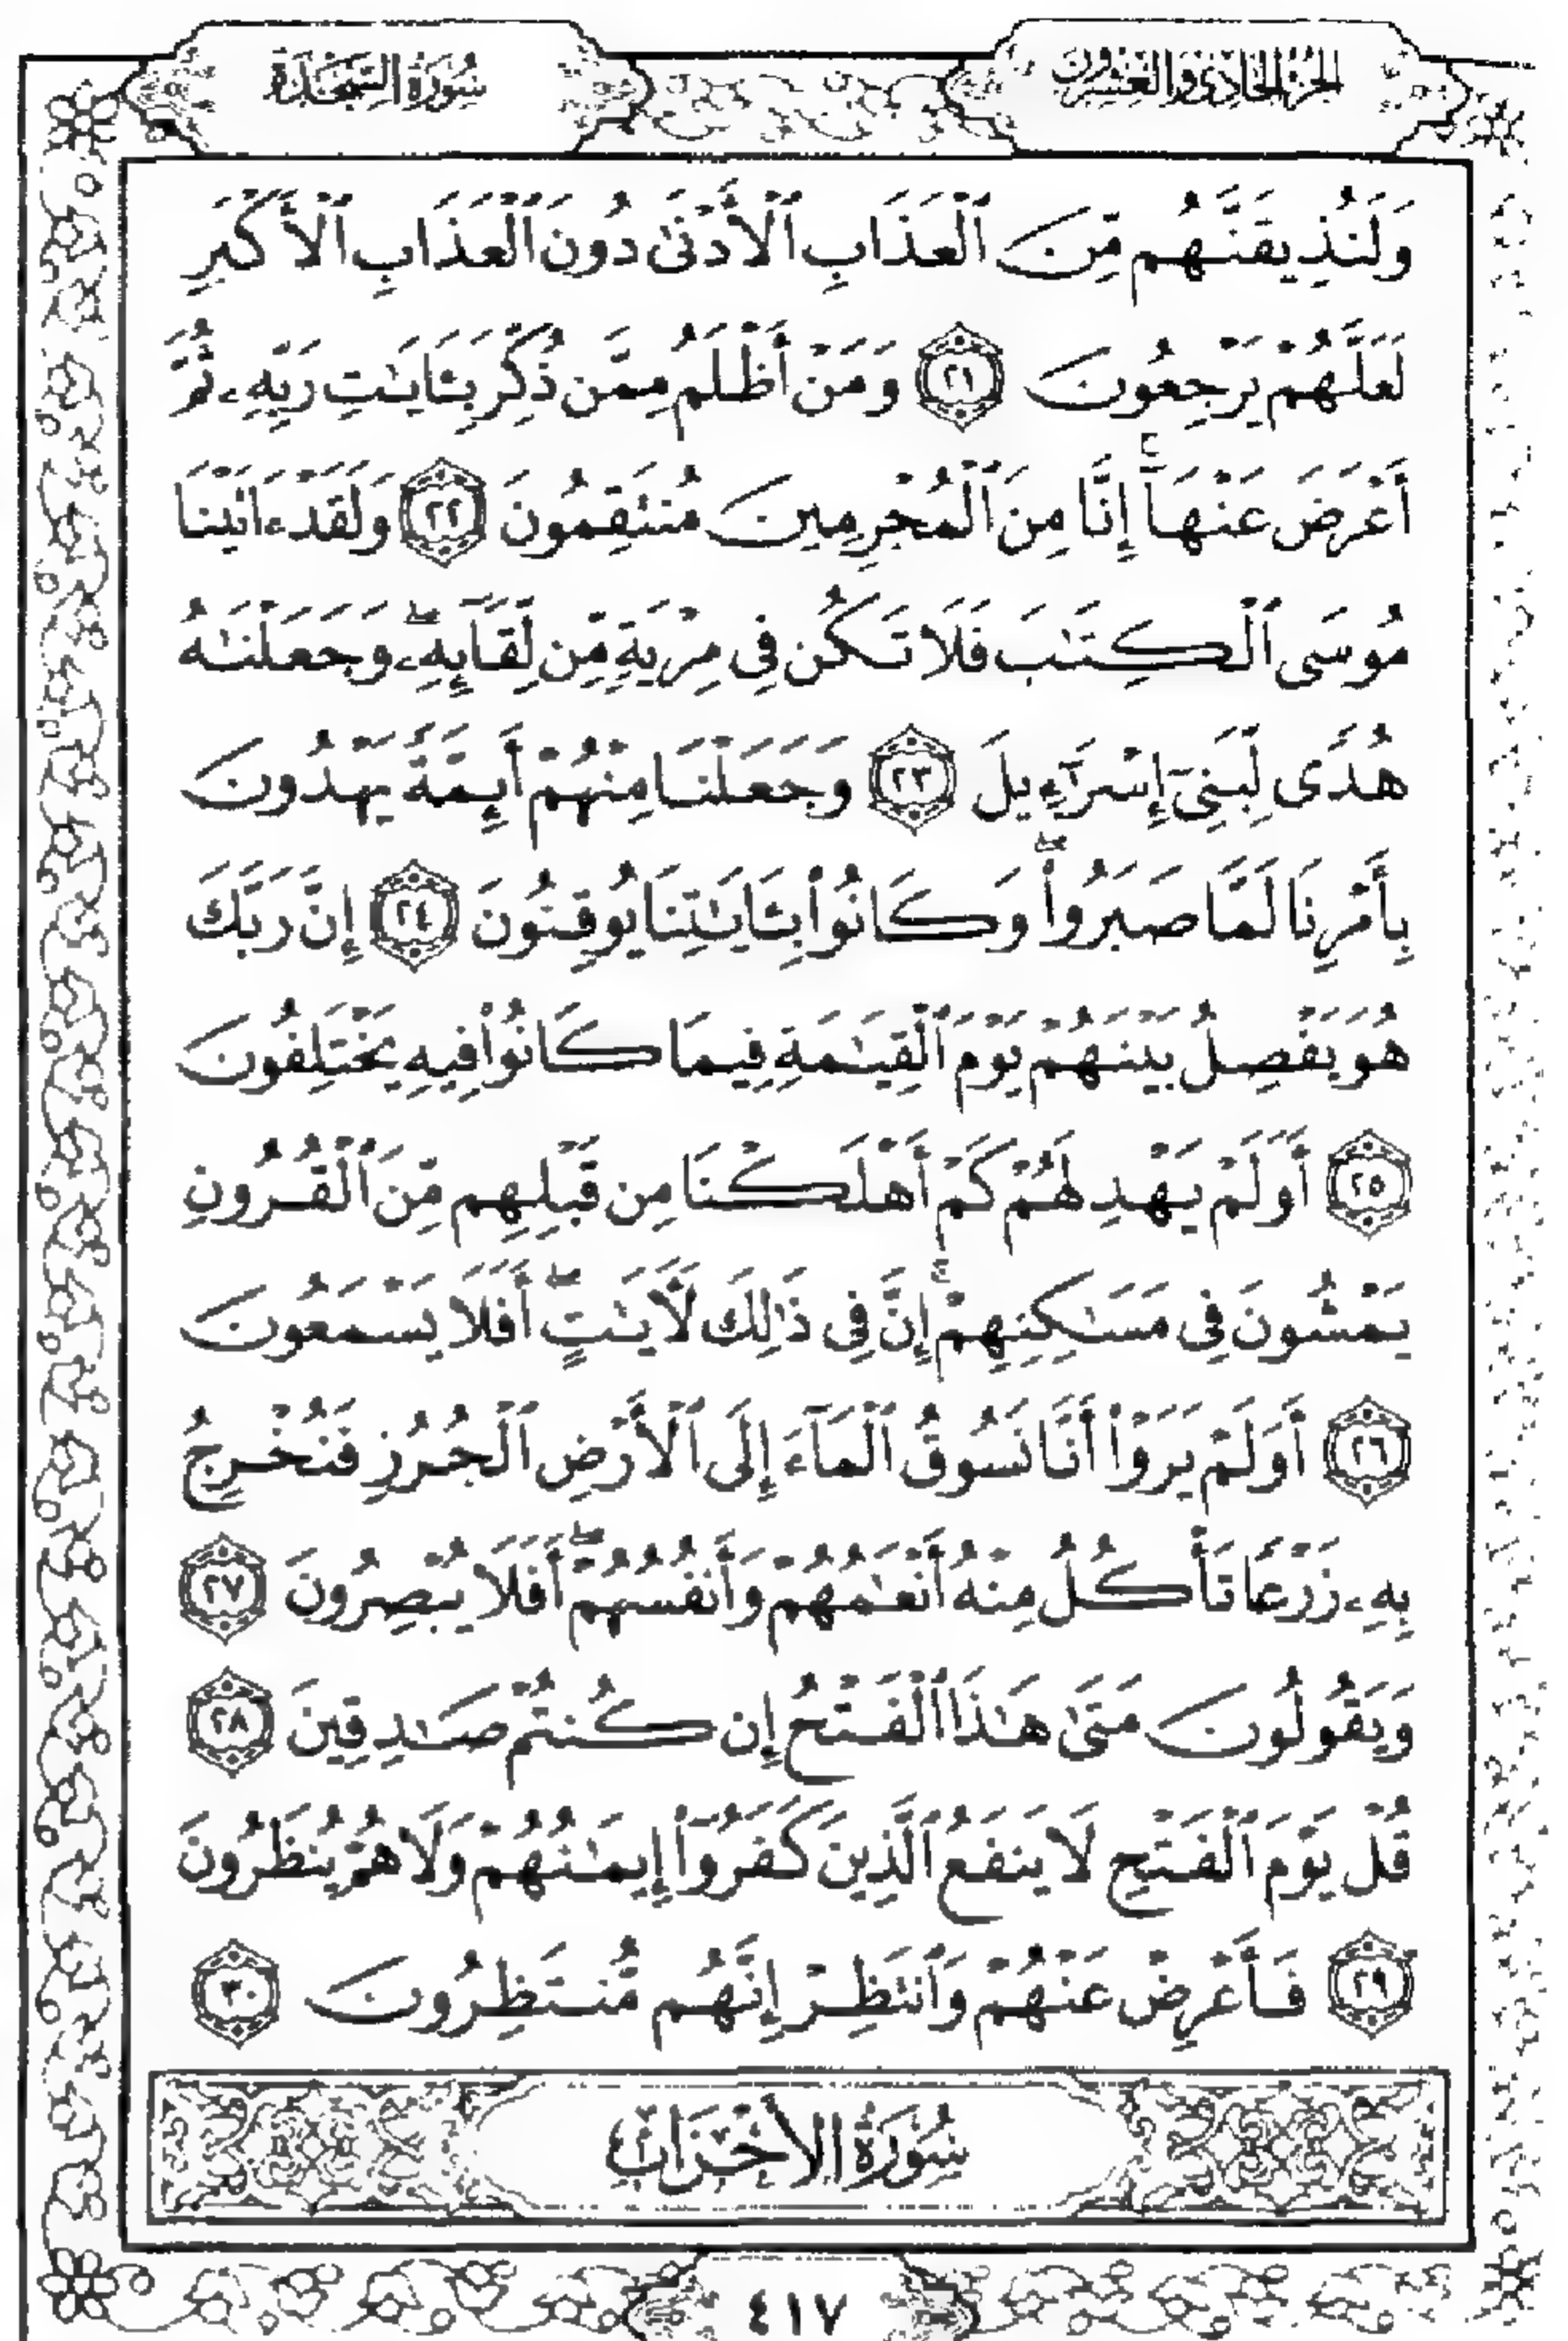 الجزء الحادي والعشرون
سُورَةُ السَّجْدَةِ
وَلَنُذِيقَنَّهُم مِّنَ ٱلْعَذَابِ ٱلْأَدْنَىٰ دُونَ ٱلْعَذَابِ ٱلْأَكْبَرِ
لَعَلَّهُمْ يَرْجِعُونَ ﴿٢١﴾ وَمَنْ أَظْلَمُ مِمَّن ذُكِّرَ بِـَٔايَـٰتِ رَبِّهِۦ ثُمَّ
أَعْرَضَ عَنْهَآ ۚ إِنَّا مِنَ ٱلْمُجْرِمِينَ مُنتَقِمُونَ ﴿٢٢﴾ وَلَقَدْ ءَاتَيْنَا
مُوسَى ٱلْكِتَـٰبَ فَلَا تَكُن فِى مِرْيَةٍ مِّن لِّقَآئِهِۦ ۖ وَجَعَلْنَـٰهُ
هُدًى لِّبَنِىٓ إِسْرَٰٓءِيلَ ﴿٢٣﴾ وَجَعَلْنَا مِنْهُمْ أَئِمَّةً يَهْدُونَ
بِأَمْرِنَا لَمَّا صَبَرُوا۟ ۖ وَكَانُوا۟ بِـَٔايَـٰتِنَا يُوقِنُونَ ﴿٢٤﴾ إِنَّ رَبَّكَ
هُوَ يَفْصِلُ بَيْنَهُمْ يَوْمَ ٱلْقِيَـٰمَةِ فِيمَا كَانُوا۟ فِيهِ يَخْتَلِفُونَ
﴿٢٥﴾ أَوَلَمْ يَهْدِ لَهُمْ كَمْ أَهْلَكْنَا مِن قَبْلِهِم مِّنَ ٱلْقُرُونِ
يَمْشُونَ فِى مَسَـٰكِنِهِمْ ۚ إِنَّ فِى ذَٰلِكَ لَـَٔايَـٰتٍ ۖ أَفَلَا يَسْمَعُونَ
﴿٢٦﴾ أَوَلَمْ يَرَوْا۟ أَنَّا نَسُوقُ ٱلْمَآءَ إِلَى ٱلْأَرْضِ ٱلْجُرُزِ فَنُخْرِجُ
بِهِۦ زَرْعًا تَأْكُلُ مِنْهُ أَنْعَـٰمُهُمْ وَأَنفُسُهُمْ ۖ أَفَلَا يُبْصِرُونَ ﴿٢٧﴾
وَيَقُولُونَ مَتَىٰ هَـٰذَا ٱلْفَتْحُ إِن كُنتُمْ صَـٰدِقِينَ ﴿٢٨﴾
قُلْ يَوْمَ ٱلْفَتْحِ لَا يَنفَعُ ٱلَّذِينَ كَفَرُوٓا۟ إِيمَـٰنُهُمْ وَلَا هُمْ يُنظَرُونَ
﴿٢٩﴾ فَأَعْرِضْ عَنْهُمْ وَٱنتَظِرْ إِنَّهُم مُّنتَظِرُونَ ﴿٣٠﴾
سُورَةُ الأَحْزَابِ
٤١٧